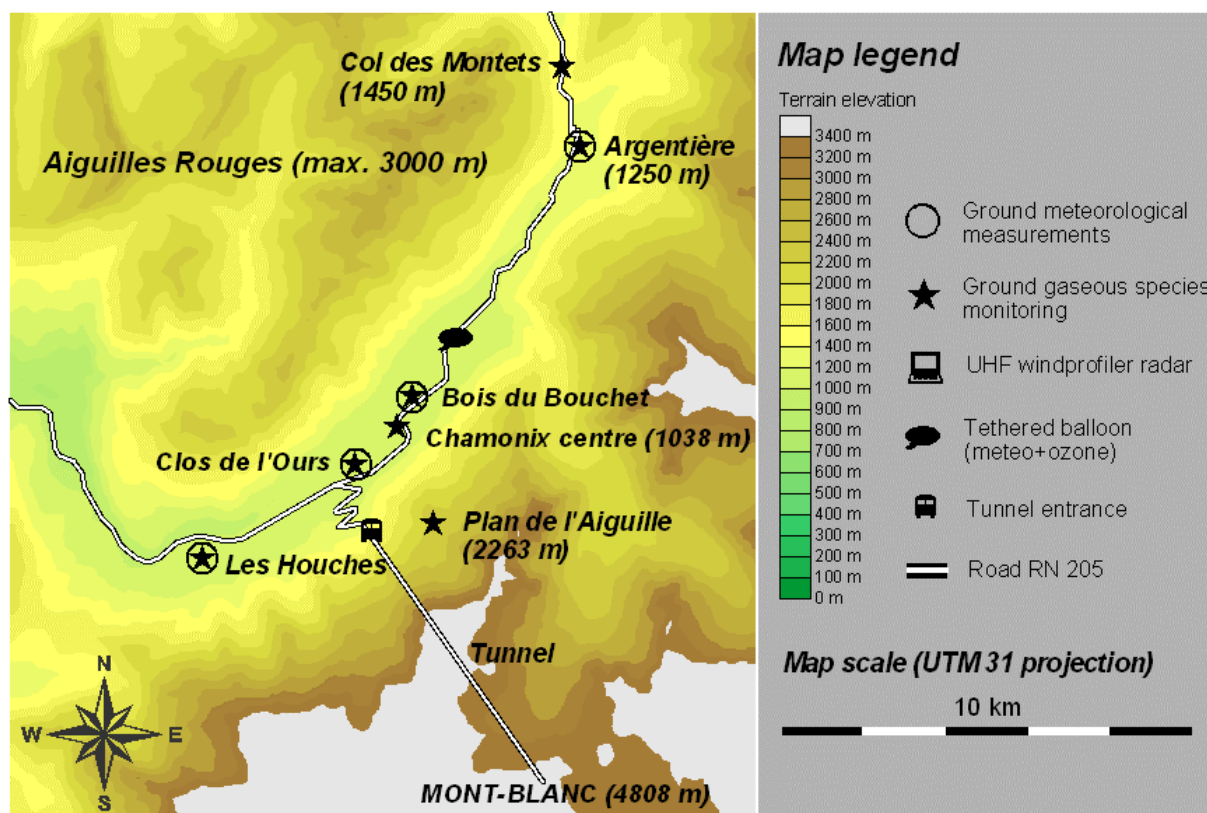 Col des Montets
(1450 m)
Aiguilles Rouges (max. 3000 m)
Argentière
(1250 m)
Bois du Bouchet
Chamonix centre (1038 m)
Clos de l'Ours
Plan de l'Aiguille
(2263 m)
Les Houches
Tunnel
MONT-BLANC (4808 m)
N
W
E
S
Map legend
Terrain elevation
3400 m
3200 m
3000 m
2800 m
2600 m
2400 m
2200 m
2000 m
1800 m
1600 m
1400 m
1200 m
1000 m
900 m
800 m
700 m
600 m
500 m
400 m
300 m
200 m
100 m
0 m
Ground meteorological
measurements
Ground gaseous species
monitoring
UHF windprofiler radar
Tethered balloon
(meteo+ozone)
Tunnel entrance
Road RN 205
Map scale (UTM 31 projection)
10 km